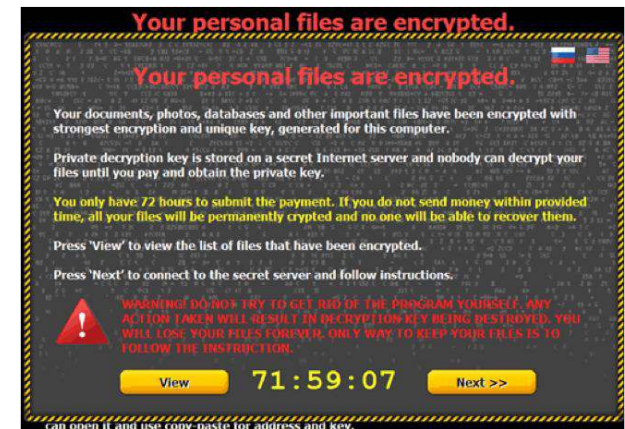 Your personal files are encrypted.
Your personal files are encrypted.
Your documents, photos, databases and other important files have been encrypted with
strongest encryption and unique key, generated for this computer.
Private decryption key is stored on a secret Internet server and nobody can decrypt your
files until you pay and obtain the private key.
You only have 72 hours to submit the payment. If you do not send money within provided
time, all your files will be permanently crypted and no one will be able to recover them.
Press 'View' to view the list of files that have been encrypted.
Press 'Next' to connect to the secret server and follow instructions.
WARNING! DO NOT TRY TO GET RID OF THE PROGRAM YOURSELF. ANY
ACTION TAKEN WILL RESULT IN DECRYPTION KEY BEING DESTROYED. YOU
WILL LOSE YOUR FILES FOREVER. ONLY WAY TO KEEP YOUR FILES IS TO
FOLLOW THE INSTRUCTION.
View
71:59:07
Next >>
can open it and use copy-paste for address and key.